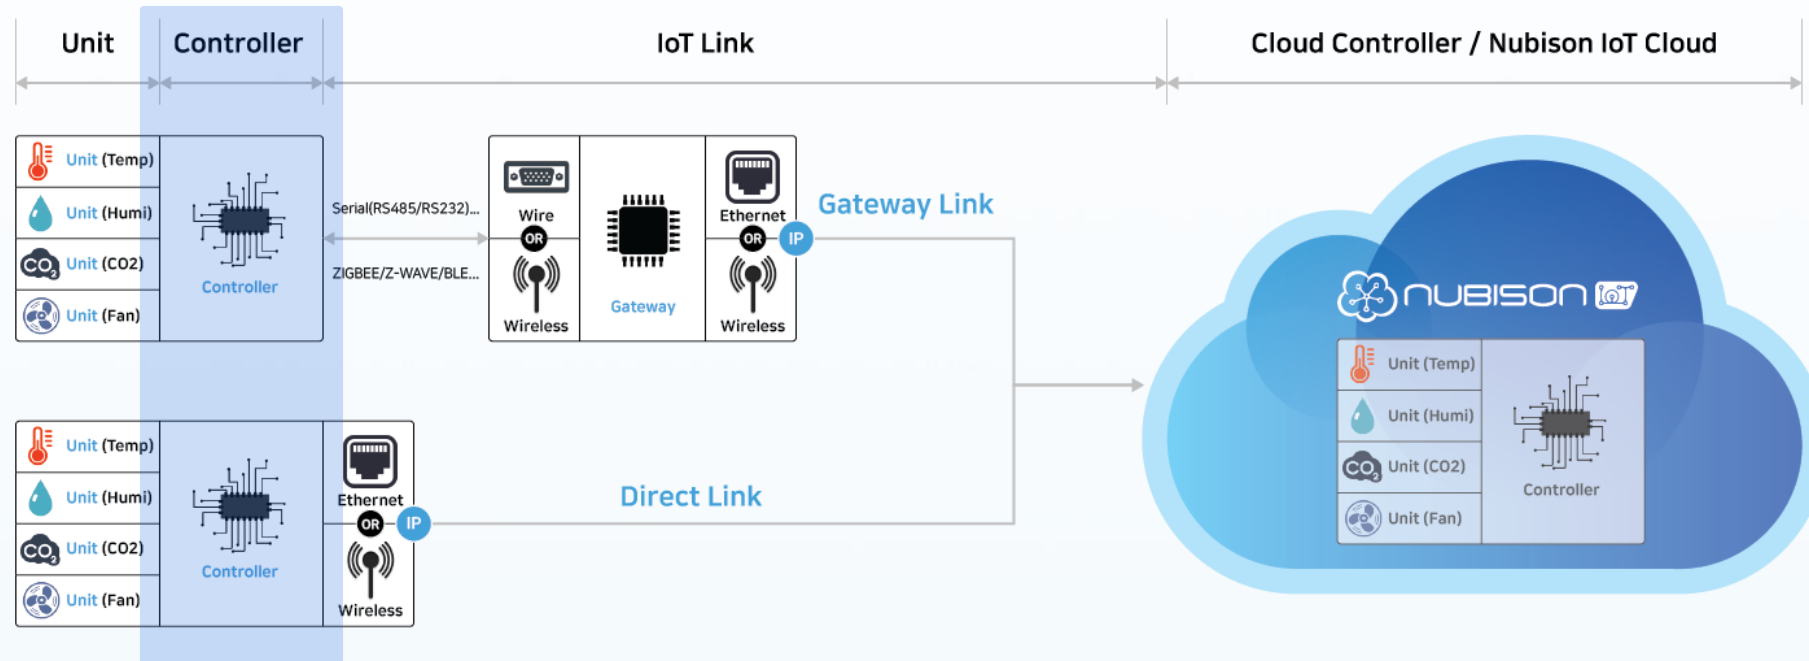 Unit
Controller
IoT Link
Cloud Controller / Nubison IoT Cloud
Unit (Temp)
Unit (Humi)
CO2
Unit (CO2)
Unit (Fan)
Controller
Serial(RS485/RS232)...
ZIGBEE/Z-WAVE/BLE...
Wire
OR
Wireless
Gateway
Ethernet
OR
Wireless
IP
Gateway Link
Unit (Temp)
Unit (Humi)
CO2
Unit (CO2)
Unit (Fan)
Controller
Ethernet
OR
Wireless
IP
Direct Link
NUBISON IoT
Unit (Temp)
Unit (Humi)
CO2
Unit (CO2)
Unit (Fan)
Controller